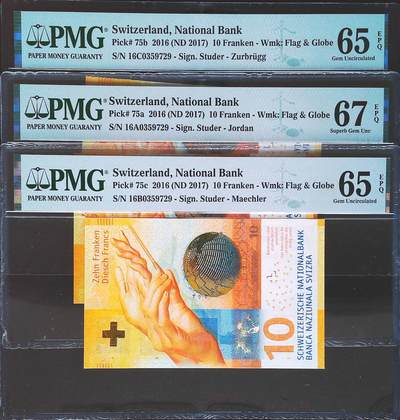 PMG
PAPER MONEY GUARANTY
Switzerland, National Bank
Pick# 75b 2016 (ND 2017) 10 Franken - Wmk: Flag & Globe
S/N 16C0359729 - Sign. Studer - Zurbrügg
65 EPQ
Gem Uncirculated
PMG
PAPER MONEY GUARANTY
Switzerland, National Bank
Pick# 75a 2016 (ND 2017) 10 Franken - Wmk: Flag & Globe
S/N 16A0359729 - Sign. Studer - Jordan
67 EPQ
Superb Gem Unc
PMG
PAPER MONEY GUARANTY
Switzerland, National Bank
Pick# 75c 2016 (ND 2017) 10 Franken - Wmk: Flag & Globe
S/N 16B0359729 - Sign. Studer - Maechler
65 EPQ
Gem Uncirculated
Zehn Franken
Diesch Francs
10
10
SCHWEIZERISCHE NATIONALBANK
BANCA NAZIUNALA SVIZRA